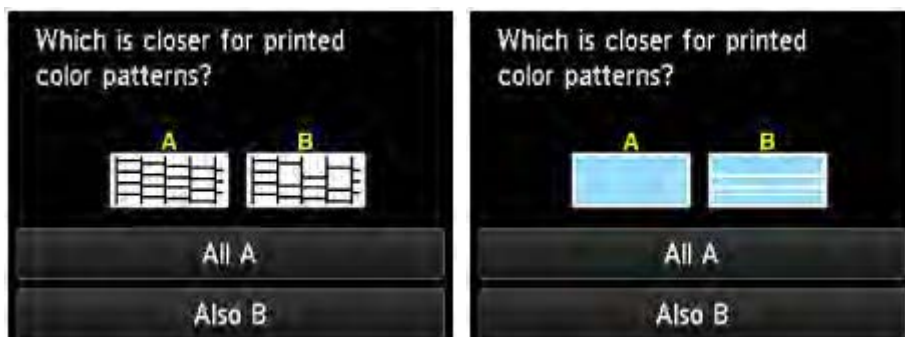 Which is closer for printed
color patterns?
A B
All A
Also B
Which is closer for printed
color patterns?
A B
All A
Also B